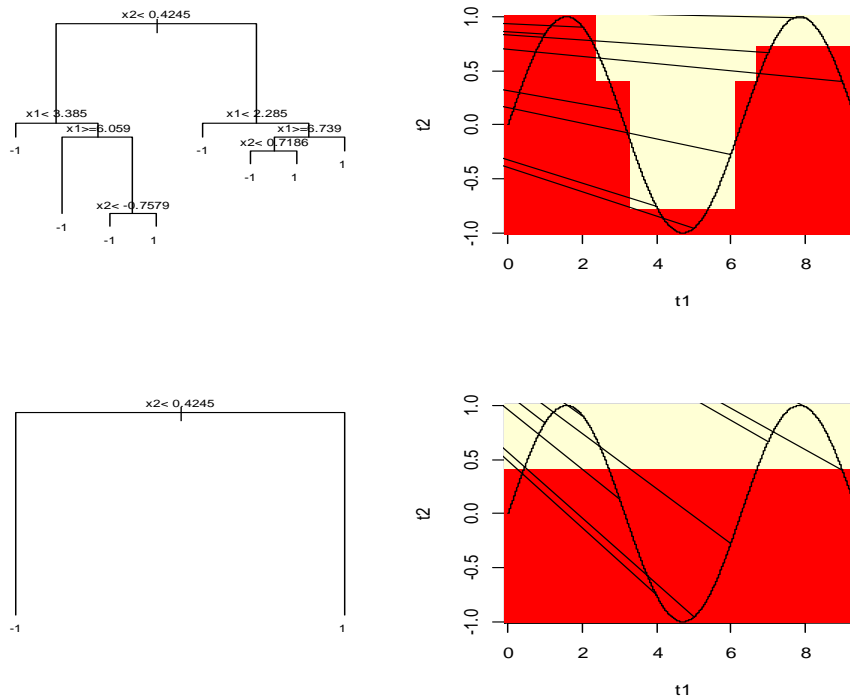 x2< 0.4245
x1< 3.385
x1< 2.285
-1
x1>=6.059
-1
x1>=6.739
x2< 0.7186
-1
1
1
x2< -0.7579
-1
-1
1
t2
1.0
0.5
0.0
-0.5
-1.0
0 2 4 6 8
t1
x2< 0.4245
-1
1
t2
1.0
0.5
0.0
-0.5
-1.0
0 2 4 6 8
t1